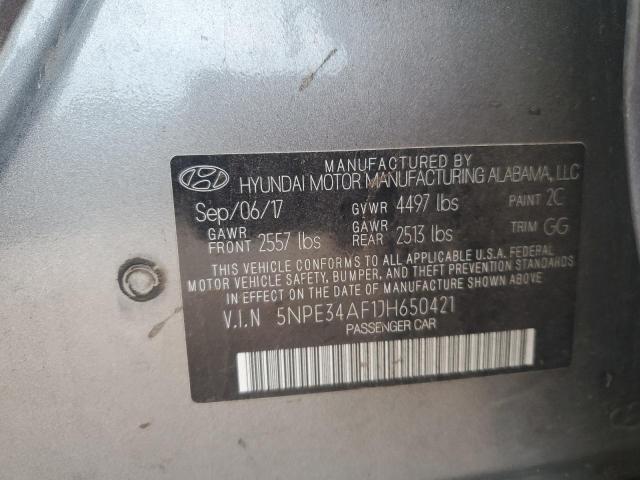 MANUFACTURED BY
HYUNDAI MOTOR MANUFACTURING ALABAMA, LLC
Sep/06/17 GVWR 4497 lbs PAINT 2C
GAWR FRONT 2557 lbs GAWR REAR 2513 lbs TRIM GG
THIS VEHICLE CONFORMS TO ALL APPLICABLE U.S.A. FEDERAL
MOTOR VEHICLE SAFETY, BUMPER, AND THEFT PREVENTION STANDARDS
IN EFFECT ON THE DATE OF MANUFACTURE SHOWN ABOVE.
V.I.N 5NPE34AF1JH650421
PASSENGER CAR